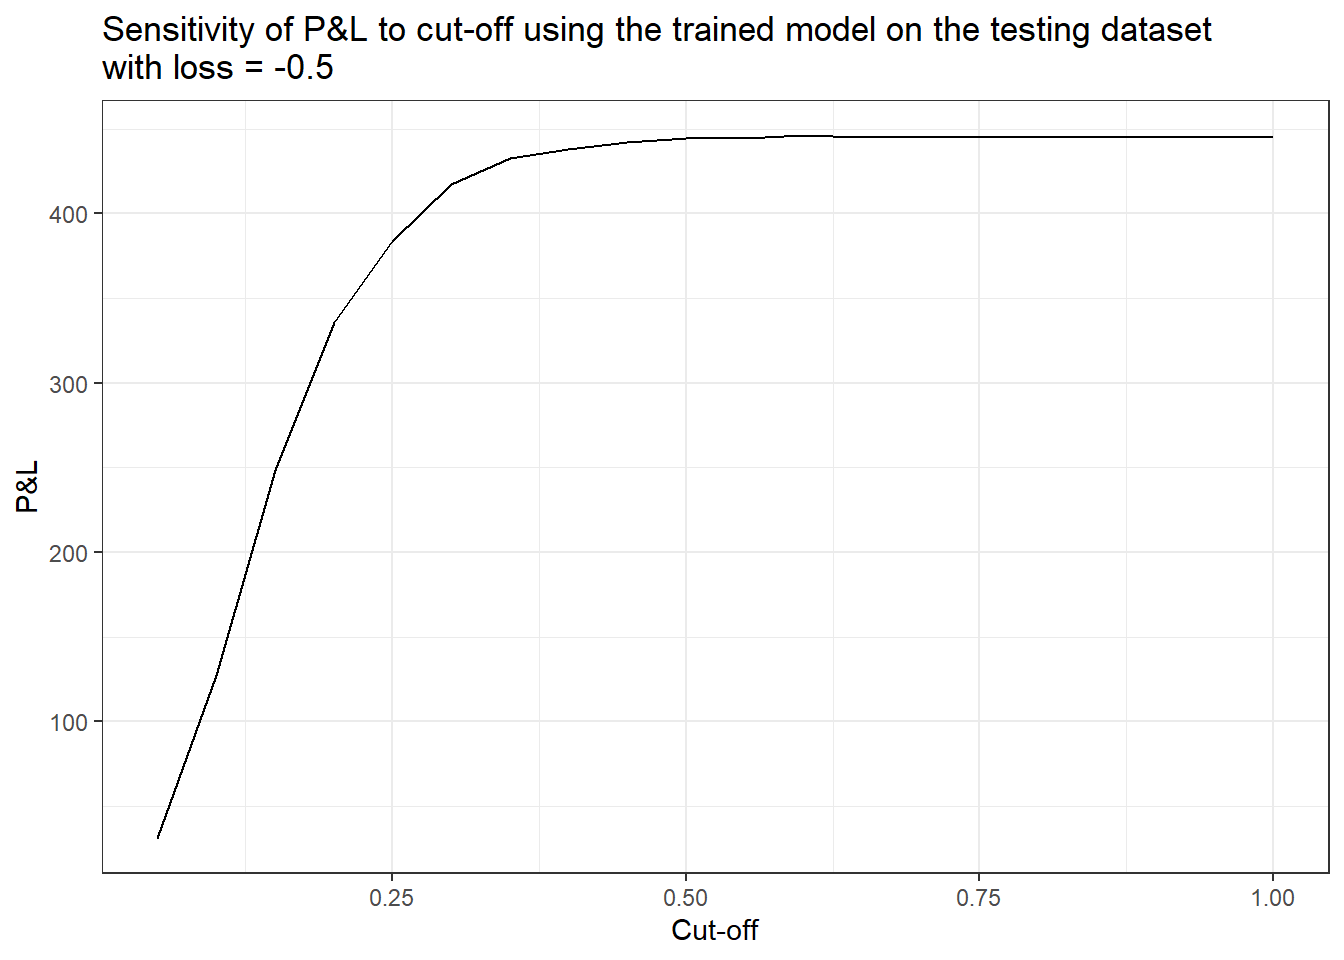 Sensitivity of P&L to cut-off using the trained model on the testing dataset
with loss = -0.5
400
300
200
100
P&L
0.25 0.50 0.75 1.00
Cut-off